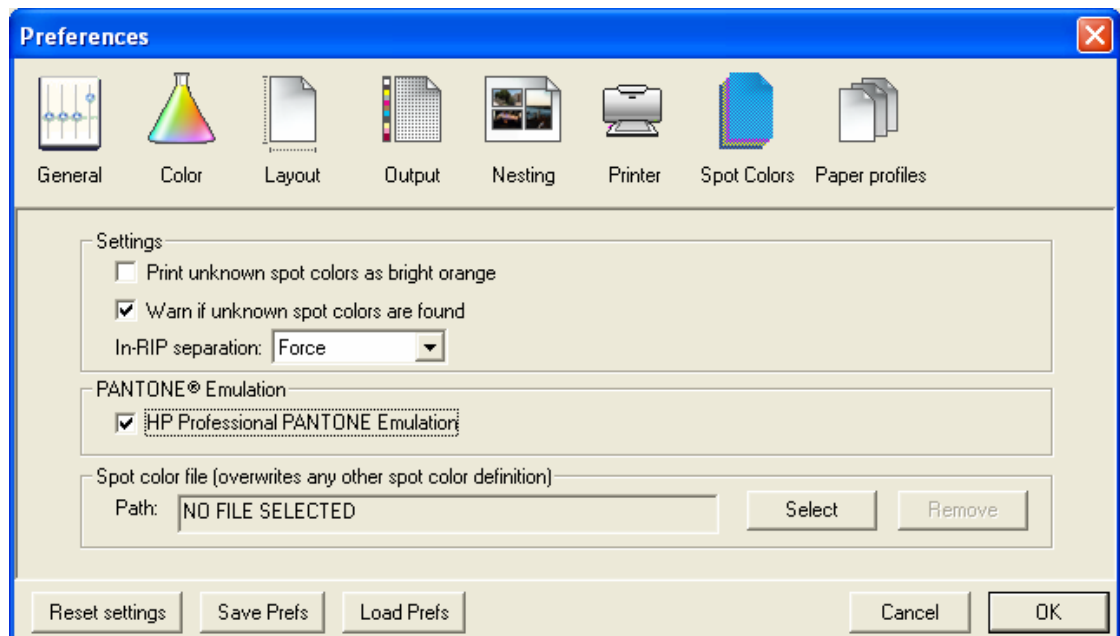 Preferences
General Color Layout Output Nesting Printer Spot Colors Paper profiles
Settings
Print unknown spot colors as bright orange
Warn if unknown spot colors are found
In-RIP separation: Force
PANTONE® Emulation
HP Professional PANTONE Emulation
Spot color file (overwrites any other spot color definition)
Path: NO FILE SELECTED Select Remove
Reset settings Save Prefs Load Prefs Cancel OK